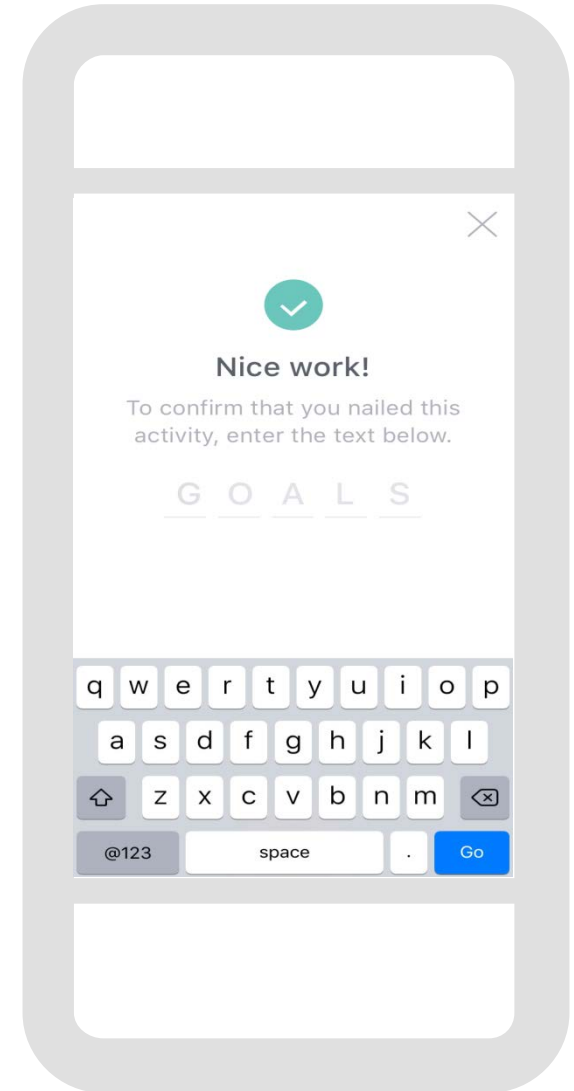 Nice work!
To confirm that you nailed this
activity, enter the text below.
G O A L S
q w e r t y u i o p
a s d f g h j k l
z x c v b n m
@123 space . Go